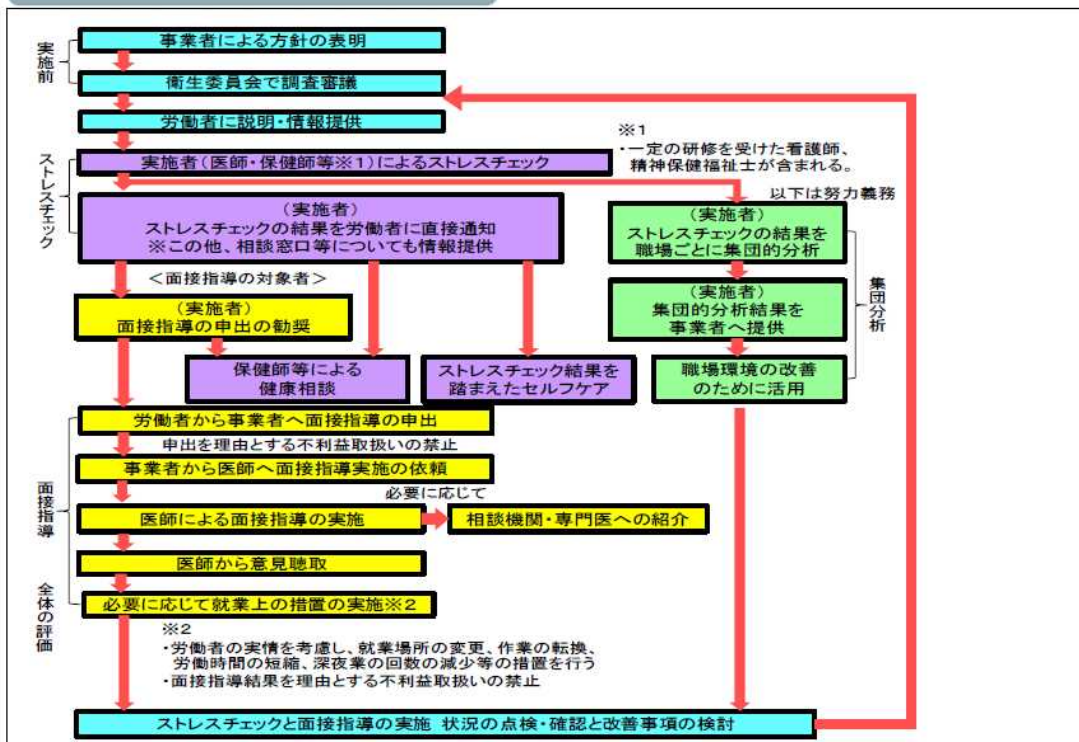 実施前
事業者による方針の表明
衛生委員会で調査審議
労働者に説明・情報提供
※1
・一定の研修を受けた看護師、
精神保健福祉士が含まれる。
ストレスチェック
実施者(医師・保健師等※1)によるストレスチェック
以下は努力義務
(実施者)
ストレスチェックの結果を労働者に直接通知
※この他、相談窓口等についても情報提供
(実施者)
ストレスチェックの結果を
職場ごとに集団的分析
集団分析
<面接指導の対象者>
(実施者)
面接指導の申出の勧奨
(実施者)
集団的分析結果を
事業者へ提供
保健師等による
健康相談
ストレスチェック結果を
踏まえたセルフケア
職場環境の改善
のために活用
面接指導
労働者から事業者へ面接指導の申出
申出を理由とする不利益取扱いの禁止
事業者から医師へ面接指導実施の依頼
必要に応じて
医師による面接指導の実施
相談機関・専門医への紹介
医師から意見聴取
全体の評価
必要に応じて就業上の措置の実施※2
※2
・労働者の実情を考慮し、就業場所の変更、作業の転換、
労働時間の短縮、深夜業の回数の減少等の措置を行う
・面接指導結果を理由とする不利益取扱いの禁止
ストレスチェックと面接指導の実施 状況の点検・確認と改善事項の検討